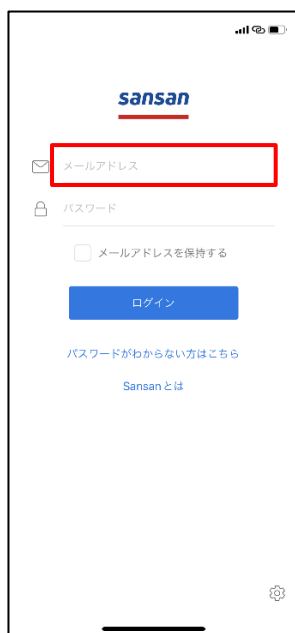 sansan
メールアドレス
パスワード
メールアドレスを保持する
ログイン
パスワードがわからない方はこちら
Sansanとは